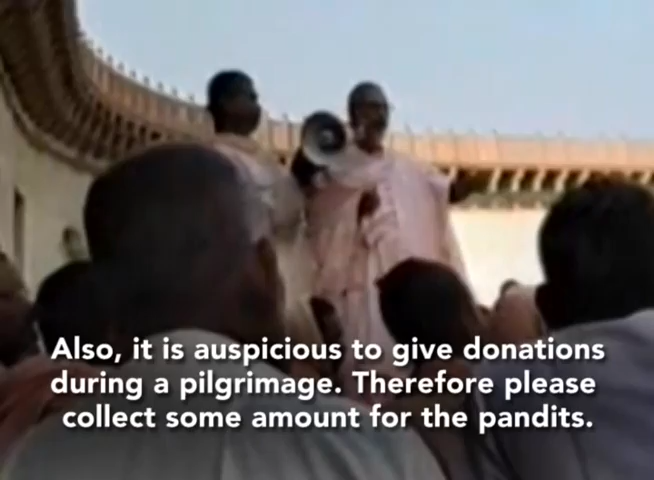 Also, it is auspicious to give donations
during a pilgrimage. Therefore please
collect some amount for the pandits.